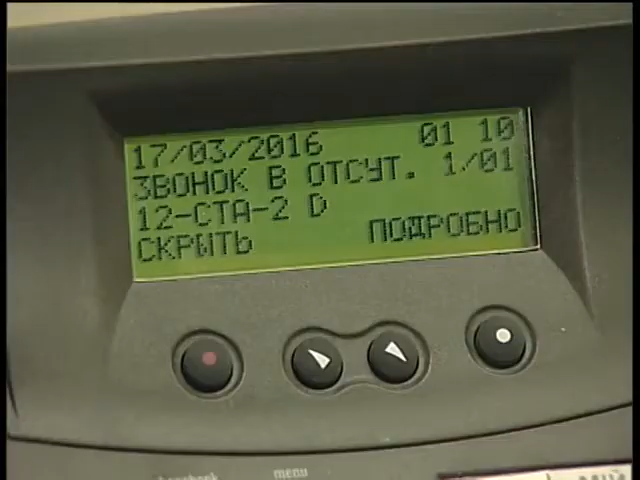 17/03/2016 01 10
ЗВОНОК В ОТСУТ. 1/01
12-СТА-2 D
СКРЫТЬ ПОДРОБНО
menu